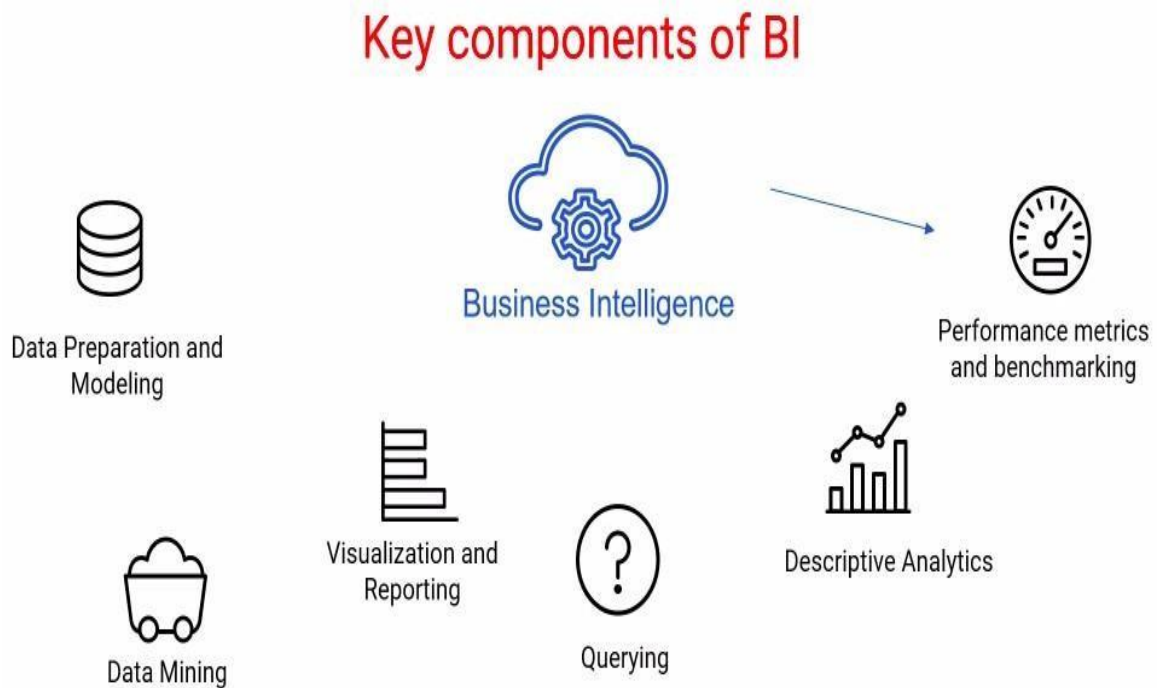 Key components of BI
Business Intelligence
Data Preparation and
Modeling
Performance metrics
and benchmarking
Visualization and
Reporting
Descriptive Analytics
Data Mining
Querying